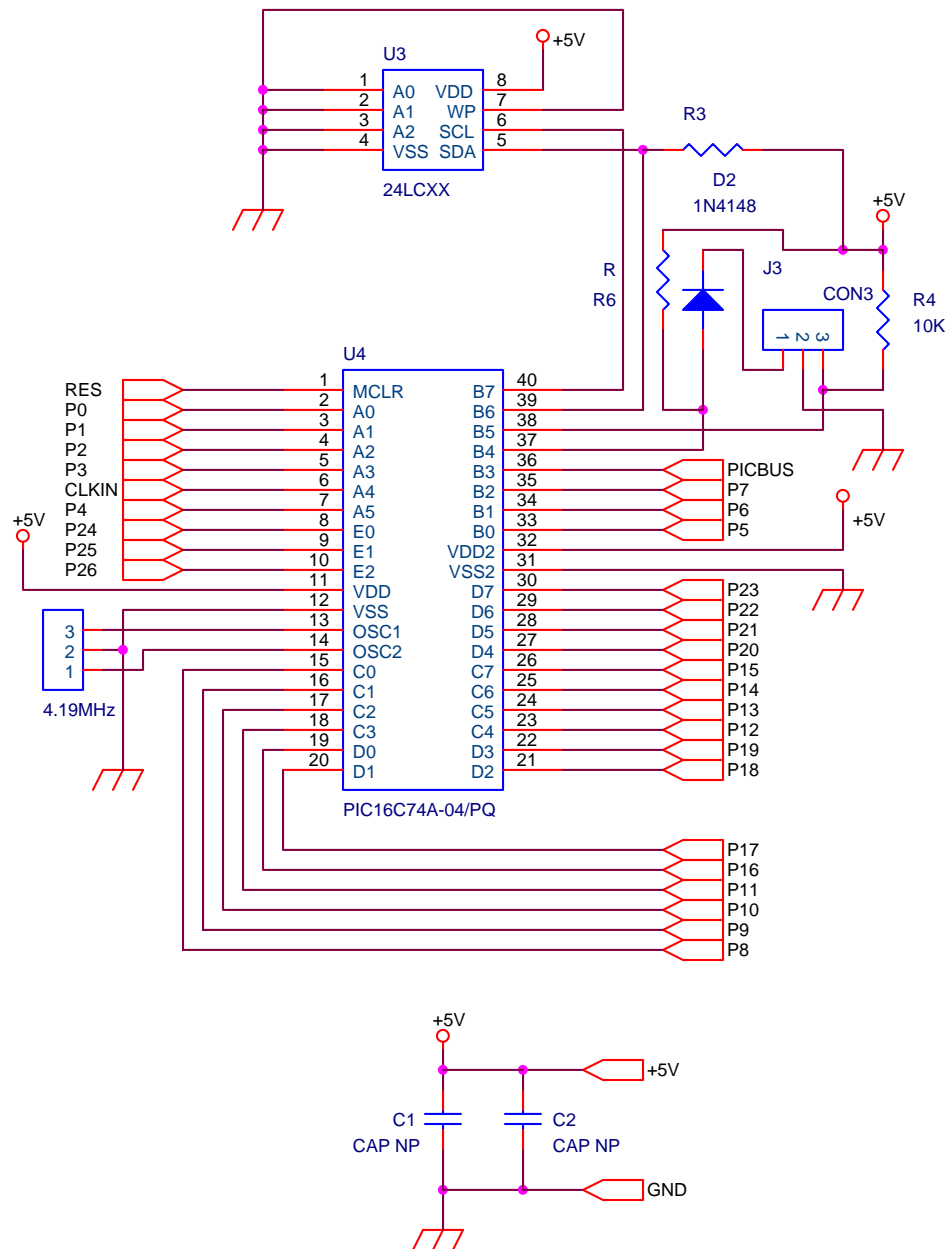 +5V
U3
1 A0 VDD 8
2 A1 WP 7
3 A2 SCL 6
4 VSS SDA 5
24LCXX
R3
D2
1N4148
+5V
R
R6
J3
CON3
1 2 3
R4
10K
U4
RES 1 MCLR B7 40
P0 2 A0 B6 39
P1 3 A1 B5 38
P2 4 A2 B4 37
P3 5 A3 B3 36 PICBUS
CLKIN 6 A4 B2 35 P7
P4 7 A5 B1 34 P6
P24 8 E0 B0 33 P5
+5V
+5V
P25 9 E1 VDD2 32
P26 10 E2 VSS2 31
11 VDD D7 30 P23
12 VSS D6 29 P22
3 13 OSC1 D5 28 P21
2 14 OSC2 D4 27 P20
1 15 C0 C7 26 P15
16 C1 C6 25 P14
4.19MHz
17 C2 C5 24 P13
18 C3 C4 23 P12
19 D0 D3 22 P19
20 D1 D2 21 P18
PIC16C74A-04/PQ
P17
P16
P11
P10
P9
P8
+5V
+5V
C1
CAP NP
C2
CAP NP
GND